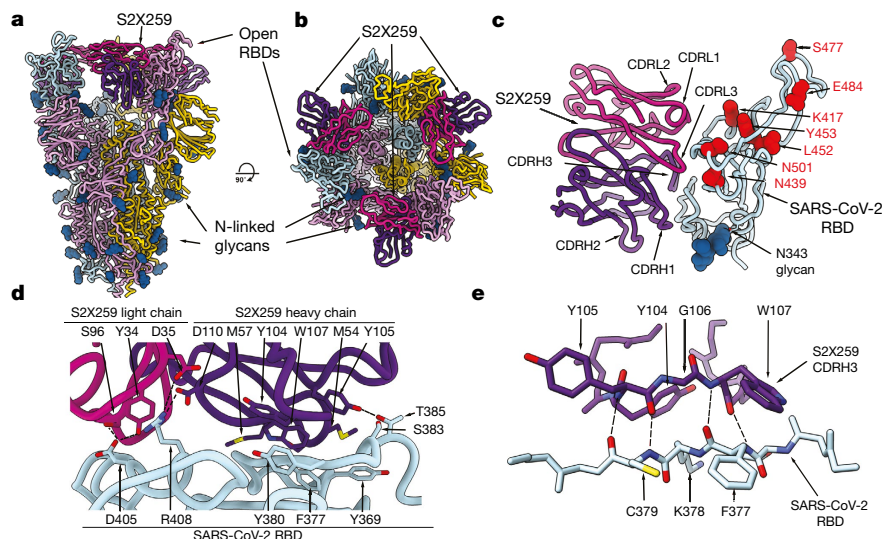 a
S2X259
Open
RBDs
90°
N-linked
glycans
b
S2X259
c
S2X259
CDRL2
CDRL1
CDRL3
CDRH3
CDRH2
CDRH1
S477
E484
K417
Y453
L452
N501
N439
SARS-CoV-2
RBD
N343
glycan
d
S2X259 light chain
S2X259 heavy chain
S96 Y34 D35 D110 M57 Y104 W107 M54 Y105
T385
S383
D405 R408 Y380 F377 Y369
SARS-CoV-2 RBD
e
Y105 Y104 G106 W107
S2X259
CDRH3
C379 K378 F377
SARS-CoV-2
RBD